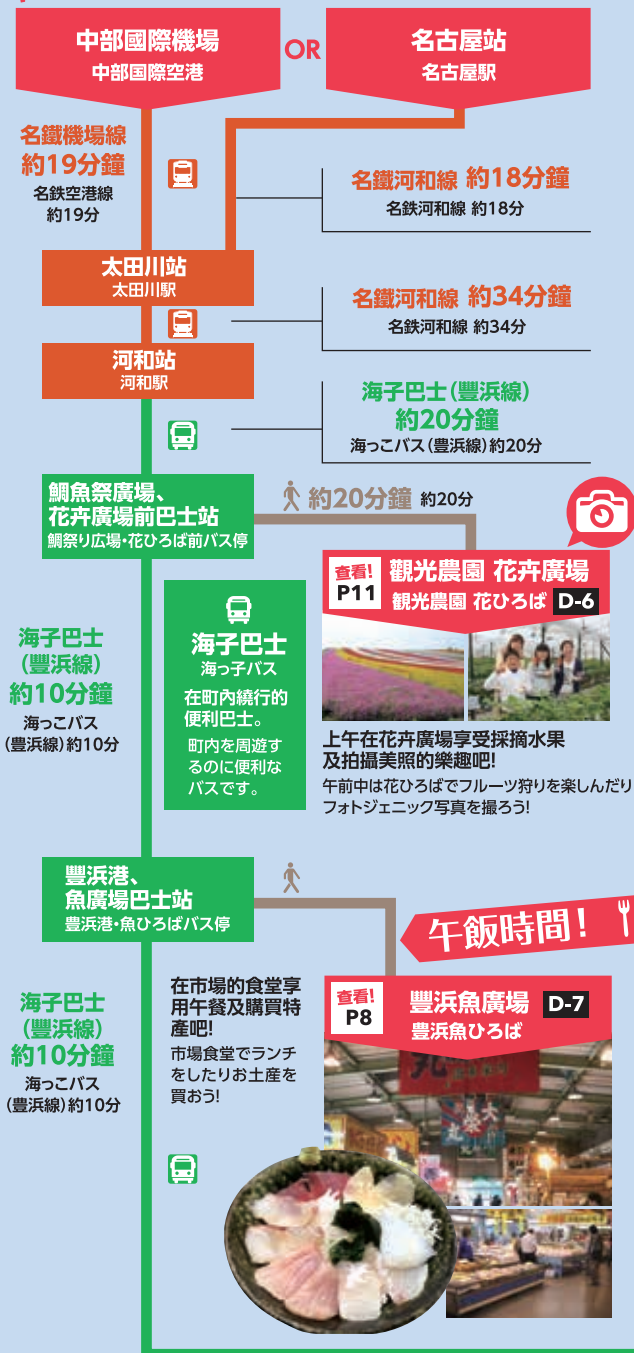 中部國際機場
中部国際空港
OR
名古屋站
名古屋駅
名鐵機場線
約19分鐘
名鉄空港線
約19分
名鐵河和線 約18分鐘
名鉄河和線 約18分
太田川站
太田川駅
名鐵河和線 約34分鐘
名鉄河和線 約34分
河和站
河和駅
海子巴士(豐浜線)
約20分鐘
海っこバス(豊浜線)約20分
鯛魚祭廣場、
花卉廣場前巴士站
鯛祭り広場・花ひろば前バス停
約20分鐘 約20分
查看!
P11
觀光農園 花卉廣場
観光農園 花ひろば D-6
上午在花卉廣場享受採摘水果
及拍攝美照的樂趣吧!
午前中は花ひろばでフルーツ狩りを楽しんだり
フォトジェニック写真を撮ろう!
海子巴士
(豐浜線)
約10分鐘
海っこバス
(豊浜線)約10分
海子巴士
海っ子バス
在町內繞行的
便利巴士。
町内を周遊す
るのに便利な
バスです。
豐浜港、
魚廣場巴士站
豊浜港・魚ひろばバス停
午飯時間!
海子巴士
(豐浜線)
約10分鐘
海っこバス
(豊浜線)約10分
在市場的食堂享
用午餐及購買特
產吧!
市場食堂でランチ
をしたりお土産を
買おう!
查看!
P8
豐浜魚廣場 D-7
豊浜魚ひろば